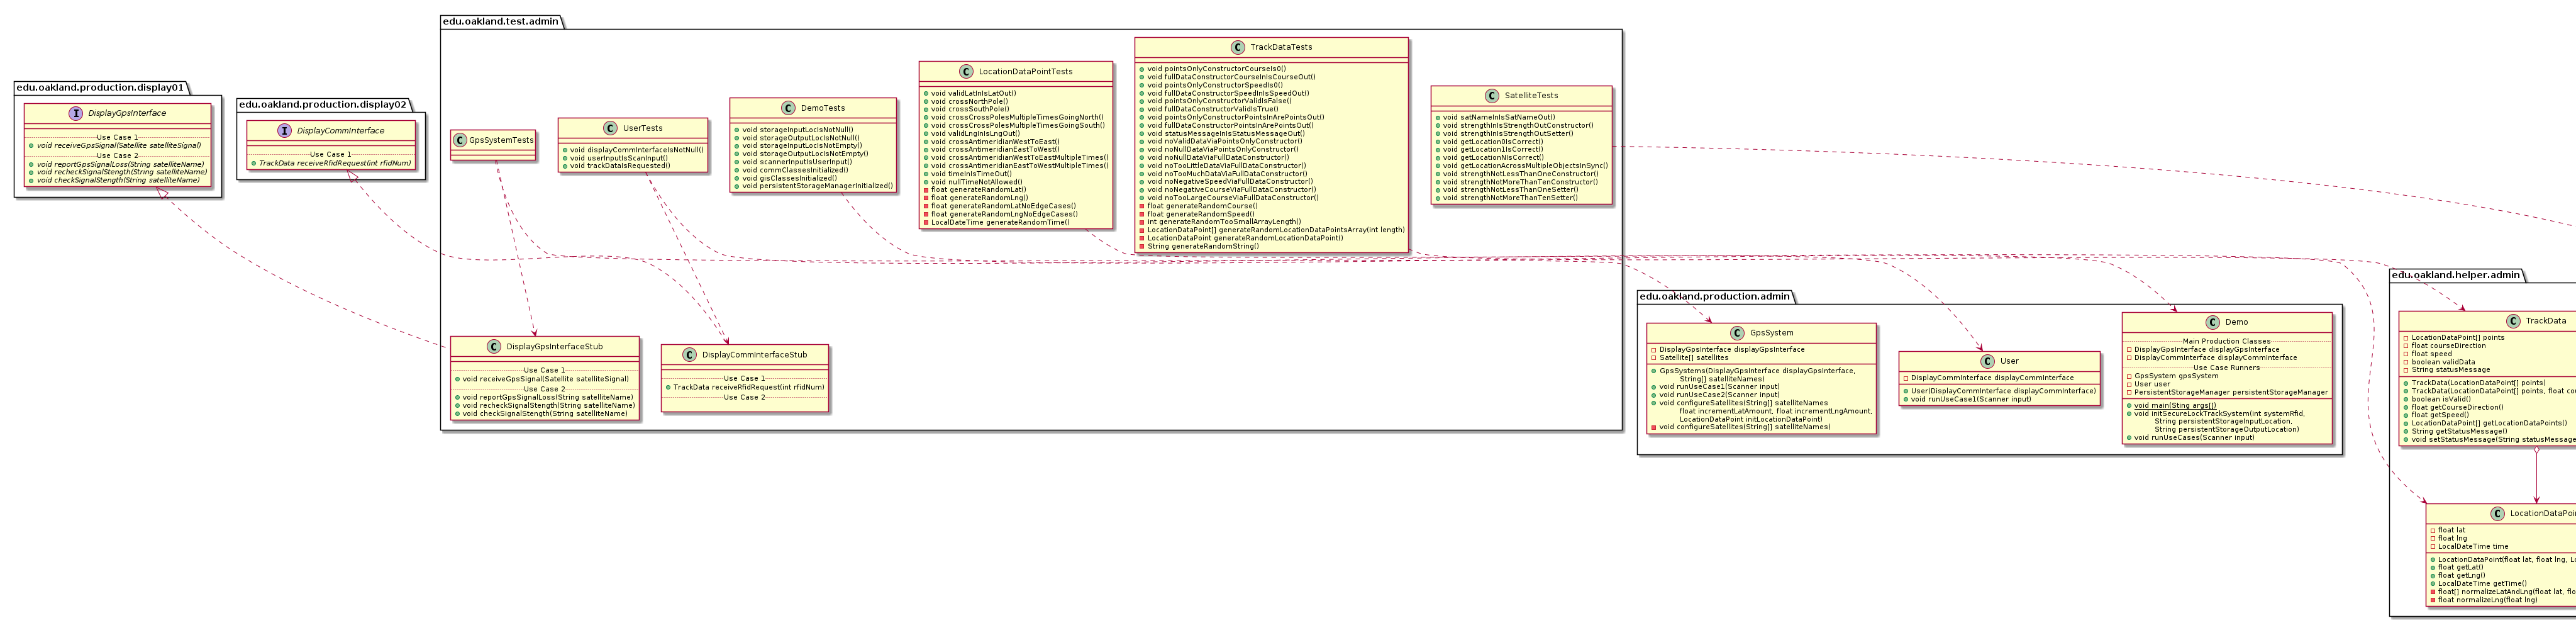 edu.oakland.production.display01
DisplayGpsInterface
Use Case 1
void receiveGpsSignal(Satellite satelliteSignal)
Use Case 2
void reportGpsSignalLoss(String satelliteName)
void recheckSignalStength(String satelliteName)
void checkSignalStength(String satelliteName)
edu.oakland.production.display02
DisplayCommInterface
Use Case 1
TrackData receiveRfidRequest(int rfidNum)
edu.oakland.test.admin
GpsSystemTests
UserTests
void displayCommInterfaceIsNotNull()
void userInputIsScanInput()
void trackDataIsRequested()
DemoTests
void storageInputLocIsNotNull()
void storageOutputLocIsNotNull()
void storageInputLocIsNotEmpty()
void storageOutputLocIsNotEmpty()
void scannerInputIsUserInput()
void commClassesInitialized()
void gisClassesInitialized()
void persistentStorageManagerInitialized()
LocationDataPointTests
void validLatInIsLatOut()
void crossNorthPole()
void crossSouthPole()
void crossCrossPolesMultipleTimesGoingNorth()
void crossCrossPolesMultipleTimesGoingSouth()
void validLngInIsLngOut()
void crossAntimeridianWestToEast()
void crossAntimeridianEastToWest()
void crossAntimeridianWestToEastMultipleTimes()
void crossAntimeridianEastToWestMultipleTimes()
void timeInIsTimeOut()
void nullTimeNotAllowed()
float generateRandomLat()
float generateRandomLng()
float generateRandomLatNoEdgeCases()
float generateRandomLngNoEdgeCases()
LocalDateTime generateRandomTime()
TrackDataTests
void pointsOnlyConstructorCourseIs0()
void fullDataConstructorCourseInIsCourseOut()
void pointsOnlyConstructorSpeedIs0()
void fullDataConstructorSpeedInIsSpeedOut()
void pointsOnlyConstructorValidIsFalse()
void fullDataConstructorValidIsTrue()
void pointsOnlyConstructorPointsInArePointsOut()
void fullDataConstructorPointsInArePointsOut()
void statusMessageInIsStatusMessageOut()
void noValidDataViaPointsOnlyConstructor()
void noNullDataViaPointsOnlyConstructor()
void noTooLittleDataViaFullDataConstructor()
void noNullDataViaFullDataConstructor()
void noTooMuchDataViaFullDataConstructor()
void noNegativeSpeedViaFullDataConstructor()
void noNegativeCourseViaFullDataConstructor()
void noTooLargeCourseViaFullDataConstructor()
float generateRandomCourse()
float generateRandomSpeed()
int generateRandomTooSmallArrayLength()
LocationDataPoint[] generateRandomLocationDataPointsArray(int length)
LocationDataPoint generateRandomLocationDataPoint()
String generateRandomString()
SatelliteTests
void satNameInIsSatNameOut()
void strengthInIsStrengthOutConstructor()
void strengthInIsStrengthOutSetter()
void getLocation0IsCorrect()
void getLocation1IsCorrect()
void getLocationNIsCorrect()
void getLocationAcrossMultipleObjectsInSync()
void strengthNotLessThanOneConstructor()
void strengthNotMoreThanTenConstructor()
void strengthNotLessThanOneSetter()
void strengthNotMoreThanTenSetter()
DisplayGpsInterfaceStub
Use Case 1
void receiveGpsSignal(Satellite satelliteSignal)
Use Case 2
void reportGpsSignalLoss(String satelliteName)
void recheckSignalStength(String satelliteName)
void checkSignalStength(String satelliteName)
DisplayCommInterfaceStub
Use Case 1
TrackData receiveRfidRequest(int rfidNum)
Use Case 2
edu.oakland.production.admin
GpsSystem
DisplayGpsInterface displayGpsInterface
Satellite[] satellites
GpsSystems(DisplayGpsInterface displayGpsInterface,
String[] satelliteNames)
void runUseCase1(Scanner input)
void runUseCase2(Scanner input)
void configureSatellites(String[] satelliteNames
float incrementLatAmount, float incrementLngAmount,
LocationDataPoint initLocationDataPoint)
void configureSatellites(String[] satelliteNames)
User
DisplayCommInterface displayCommInterface
User(DisplayCommInterface displayCommInterface)
void runUseCase1(Scanner input)
Demo
Main Production Classes
DisplayGpsInterface displayGpsInterface
DisplayCommInterface displayCommInterface
Use Case Runners
GpsSystem gpsSystem
User user
PersistentStorageManager persistentStorageManager
void main(String args[])
void initSecureLockTrackSystem(int systemRfid,
String persistentStorageInputLocation,
String persistentStorageOutputLocation)
void runUseCases(Scanner input)
edu.oakland.helper.admin
TrackData
LocationDataPoint[] points
float courseDirection
float speed
boolean validData
String statusMessage
TrackData(LocationDataPoint[] points)
TrackData(LocationDataPoint[] points, float cou
boolean isValid()
float getCourseDirection()
float getSpeed()
LocationDataPoint[] getLocationDataPoints()
String getStatusMessage()
void setStatusMessage(String statusMessage
LocationDataPoin
float lat
float lng
LocalDateTime time
LocationDataPoint(float lat, float lng, Lo
float getLat()
float getLng()
LocalDateTime getTime()
float[] normalizeLatAndLng(float lat, flo
float normalizeLng(float lng)